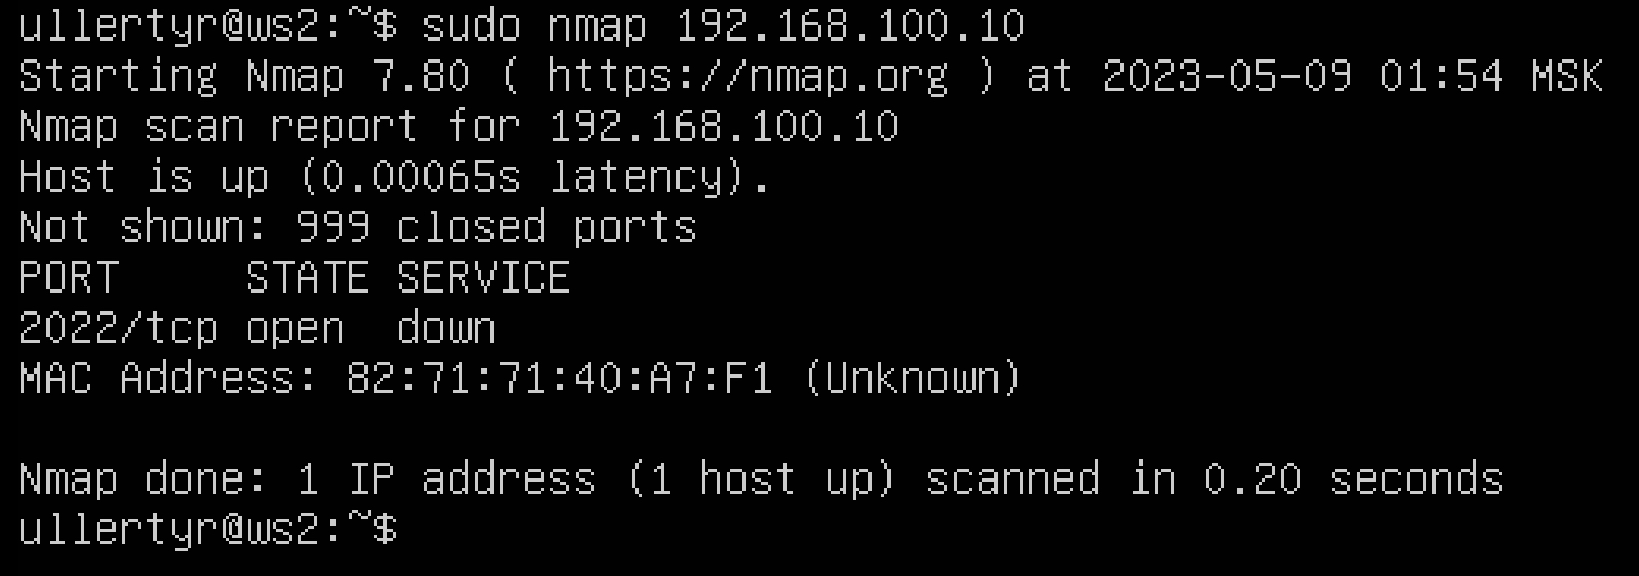 ullertyr@ws2:~$ sudo nmap 192.168.100.10
Starting Nmap 7.80 ( https://nmap.org ) at 2023-05-09 01:54 MSK
Nmap scan report for 192.168.100.10
Host is up (0.00065s latency).
Not shown: 999 closed ports
PORT     STATE SERVICE
2022/tcp open  down
MAC Address: 82:71:71:40:A7:F1 (Unknown)

Nmap done: 1 IP address (1 host up) scanned in 0.20 seconds
ullertyr@ws2:~$